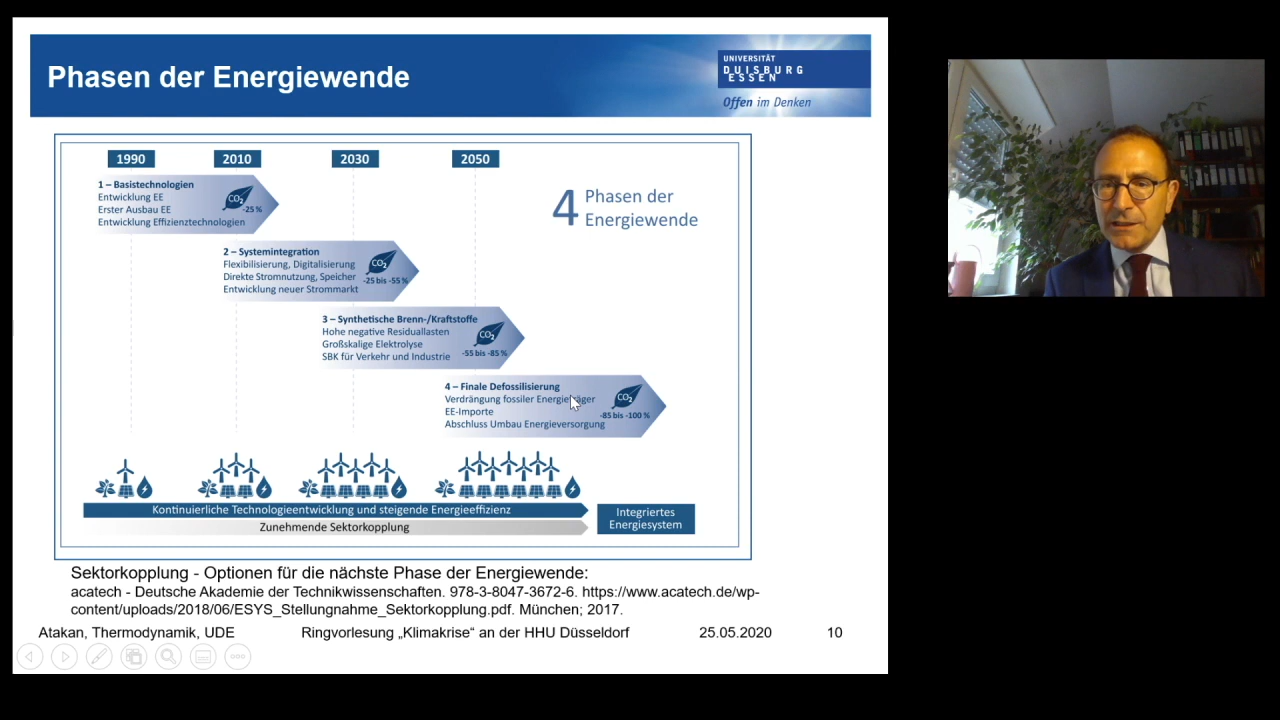 Phasen der Energiewende
UNIVERSITÄT
DUISBURG
ESSEN
Offen im Denken
1990
2010
2030
2050
4 Phasen der
Energiewende
1 – Basistechnologien
Entwicklung EE
Erster Ausbau EE
Entwicklung Effizienztechnologien
CO2
-25 %
2 – Systemintegration
Flexibilisierung, Digitalisierung
Direkte Stromnutzung, Speicher
Entwicklung neuer Strommarkt
CO2
-25 bis -55 %
3 – Synthetische Brenn-/Kraftstoffe
Hohe negative Residuallasten
Großskalige Elektrolyse
SBK für Verkehr und Industrie
CO2
-55 bis -85 %
4 – Finale Defossilisierung
Verdrängung fossiler Energieträger
EE-Importe
Abschluss Umbau Energieversorgung
CO2
-85 bis -100 %
Kontinuierliche Technologieentwicklung und steigende Energieeffizienz
Zunehmende Sektorkopplung
Integriertes
Energiesystem
Sektorkopplung - Optionen für die nächste Phase der Energiewende:
acatech - Deutsche Akademie der Technikwissenschaften. 978-3-8047-3672-6. https://www.acatech.de/wp-
content/uploads/2018/06/ESYS_Stellungnahme_Sektorkopplung.pdf. München; 2017.
Atakan, Thermodynamik, UDE Ringvorlesung „Klimakrise“ an der HHU Düsseldorf 25.05.2020 10